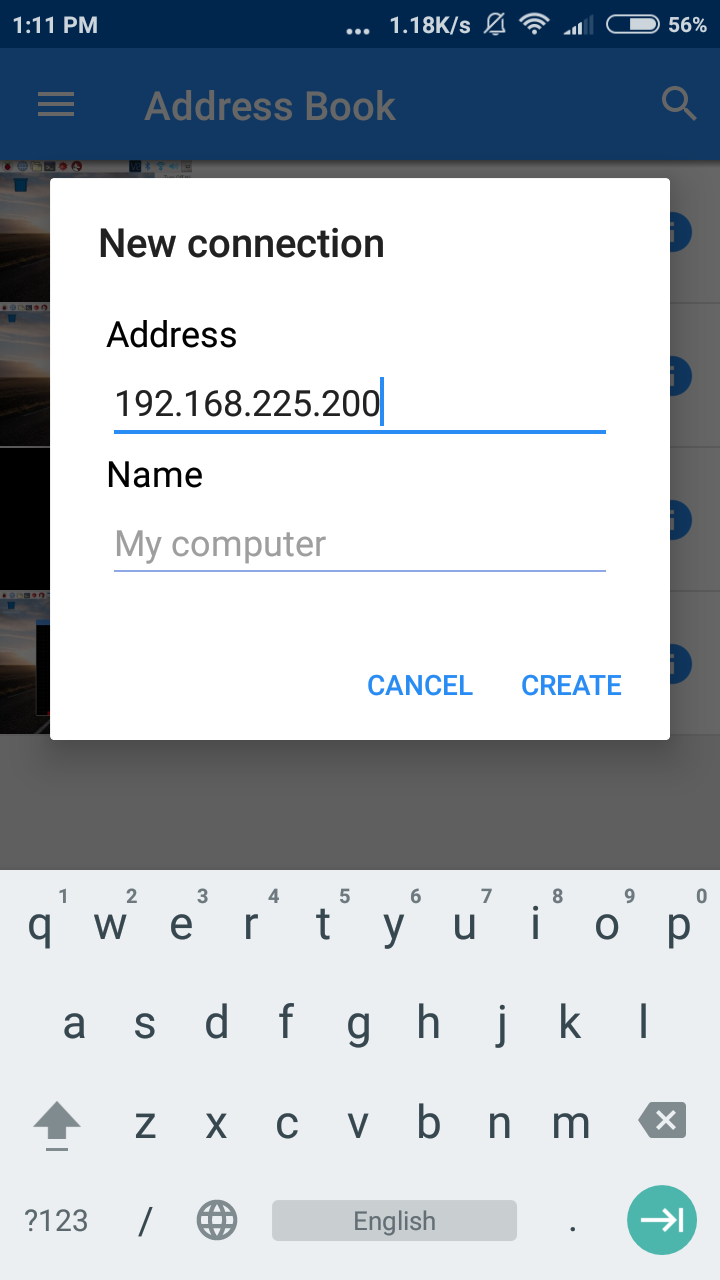 1:11 PM ... 1.18K/s 56%
Address Book
New connection
Address
192.168.225.200
Name
My computer
CANCEL CREATE
1 2 3 4 5 6 7 8 9 0
q w e r t y u i o p
a s d f g h j k l
z x c v b n m
?123 / English .